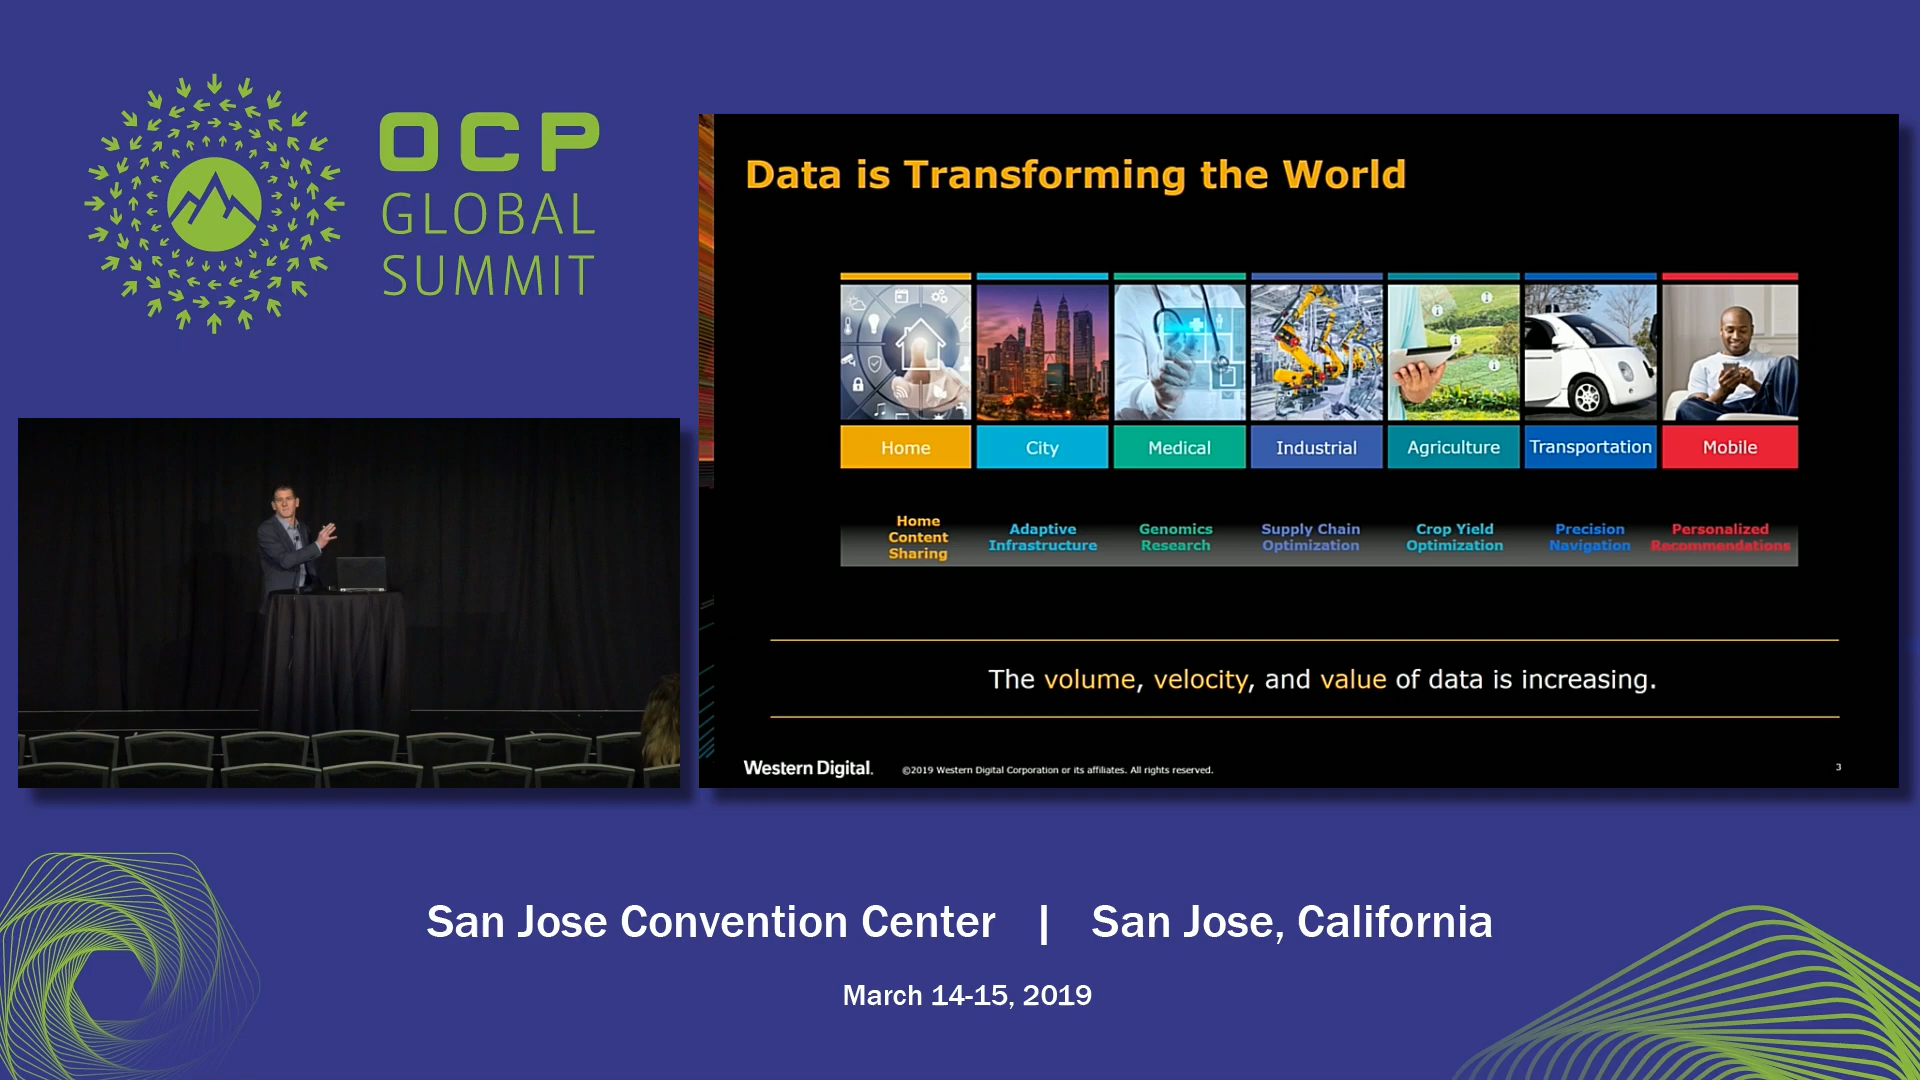 OCP
GLOBAL
SUMMIT
Data is Transforming the World
Home
City
Medical
Industrial
Agriculture
Transportation
Mobile
Home
Content
Sharing
Adaptive
Infrastructure
Genomics
Research
Supply Chain
Optimization
Crop Yield
Optimization
Precision
Navigation
Personalized
Recommendations
The volume, velocity, and value of data is increasing.
Western Digital.
©2019 Western Digital Corporation or its affiliates. All rights reserved.
3
San Jose Convention Center | San Jose, California
March 14-15, 2019